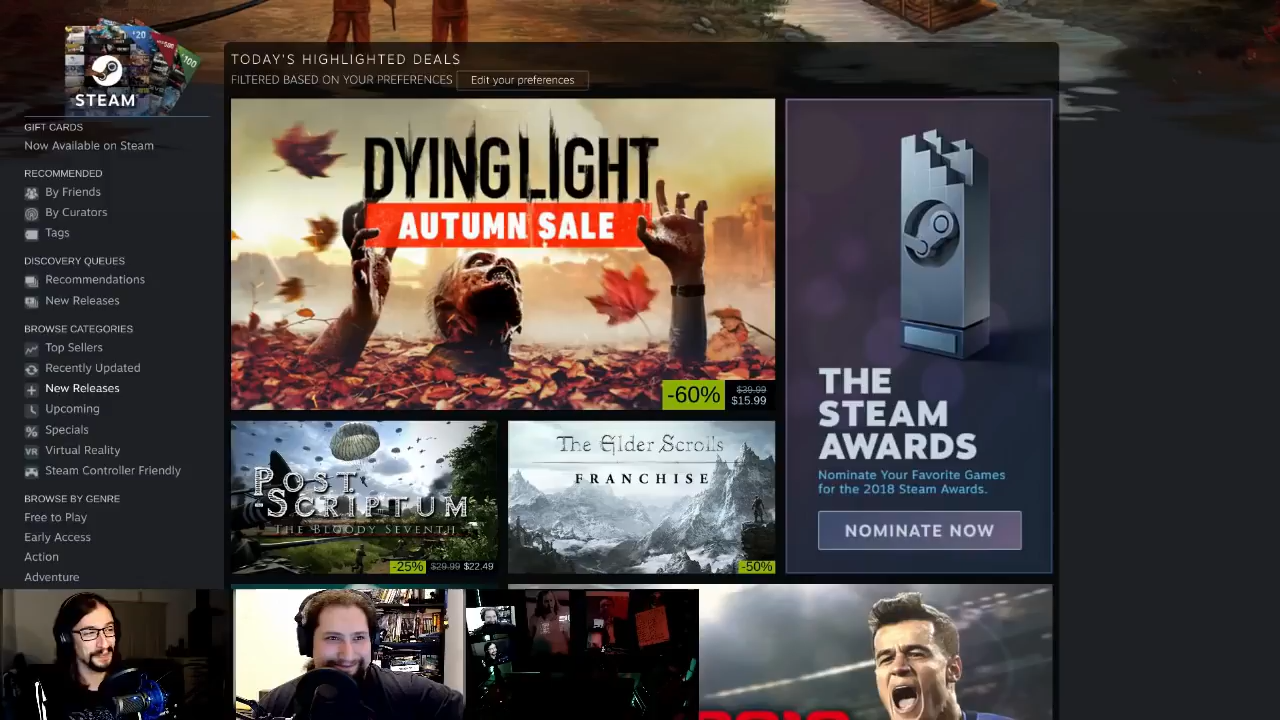 $20
$100
STEAM
GIFT CARDS
Now Available on Steam
RECOMMENDED
By Friends
By Curators
Tags
DISCOVERY QUEUES
Recommendations
New Releases
BROWSE CATEGORIES
Top Sellers
Recently Updated
New Releases
Upcoming
Specials
VR Virtual Reality
Steam Controller Friendly
BROWSE BY GENRE
Free to Play
Early Access
Action
Adventure
TODAY'S HIGHLIGHTED DEALS
FILTERED BASED ON YOUR PREFERENCES Edit your preferences
DYING LIGHT
AUTUMN SALE
-60% $39.99
$15.99
POST
-SCRIPTUM
THE BLOODY SEVENTH
-25% $29.99 $22.49
The Elder Scrolls
FRANCHISE
-50%
THE
STEAM
AWARDS
Nominate Your Favorite Games
for the 2018 Steam Awards.
NOMINATE NOW